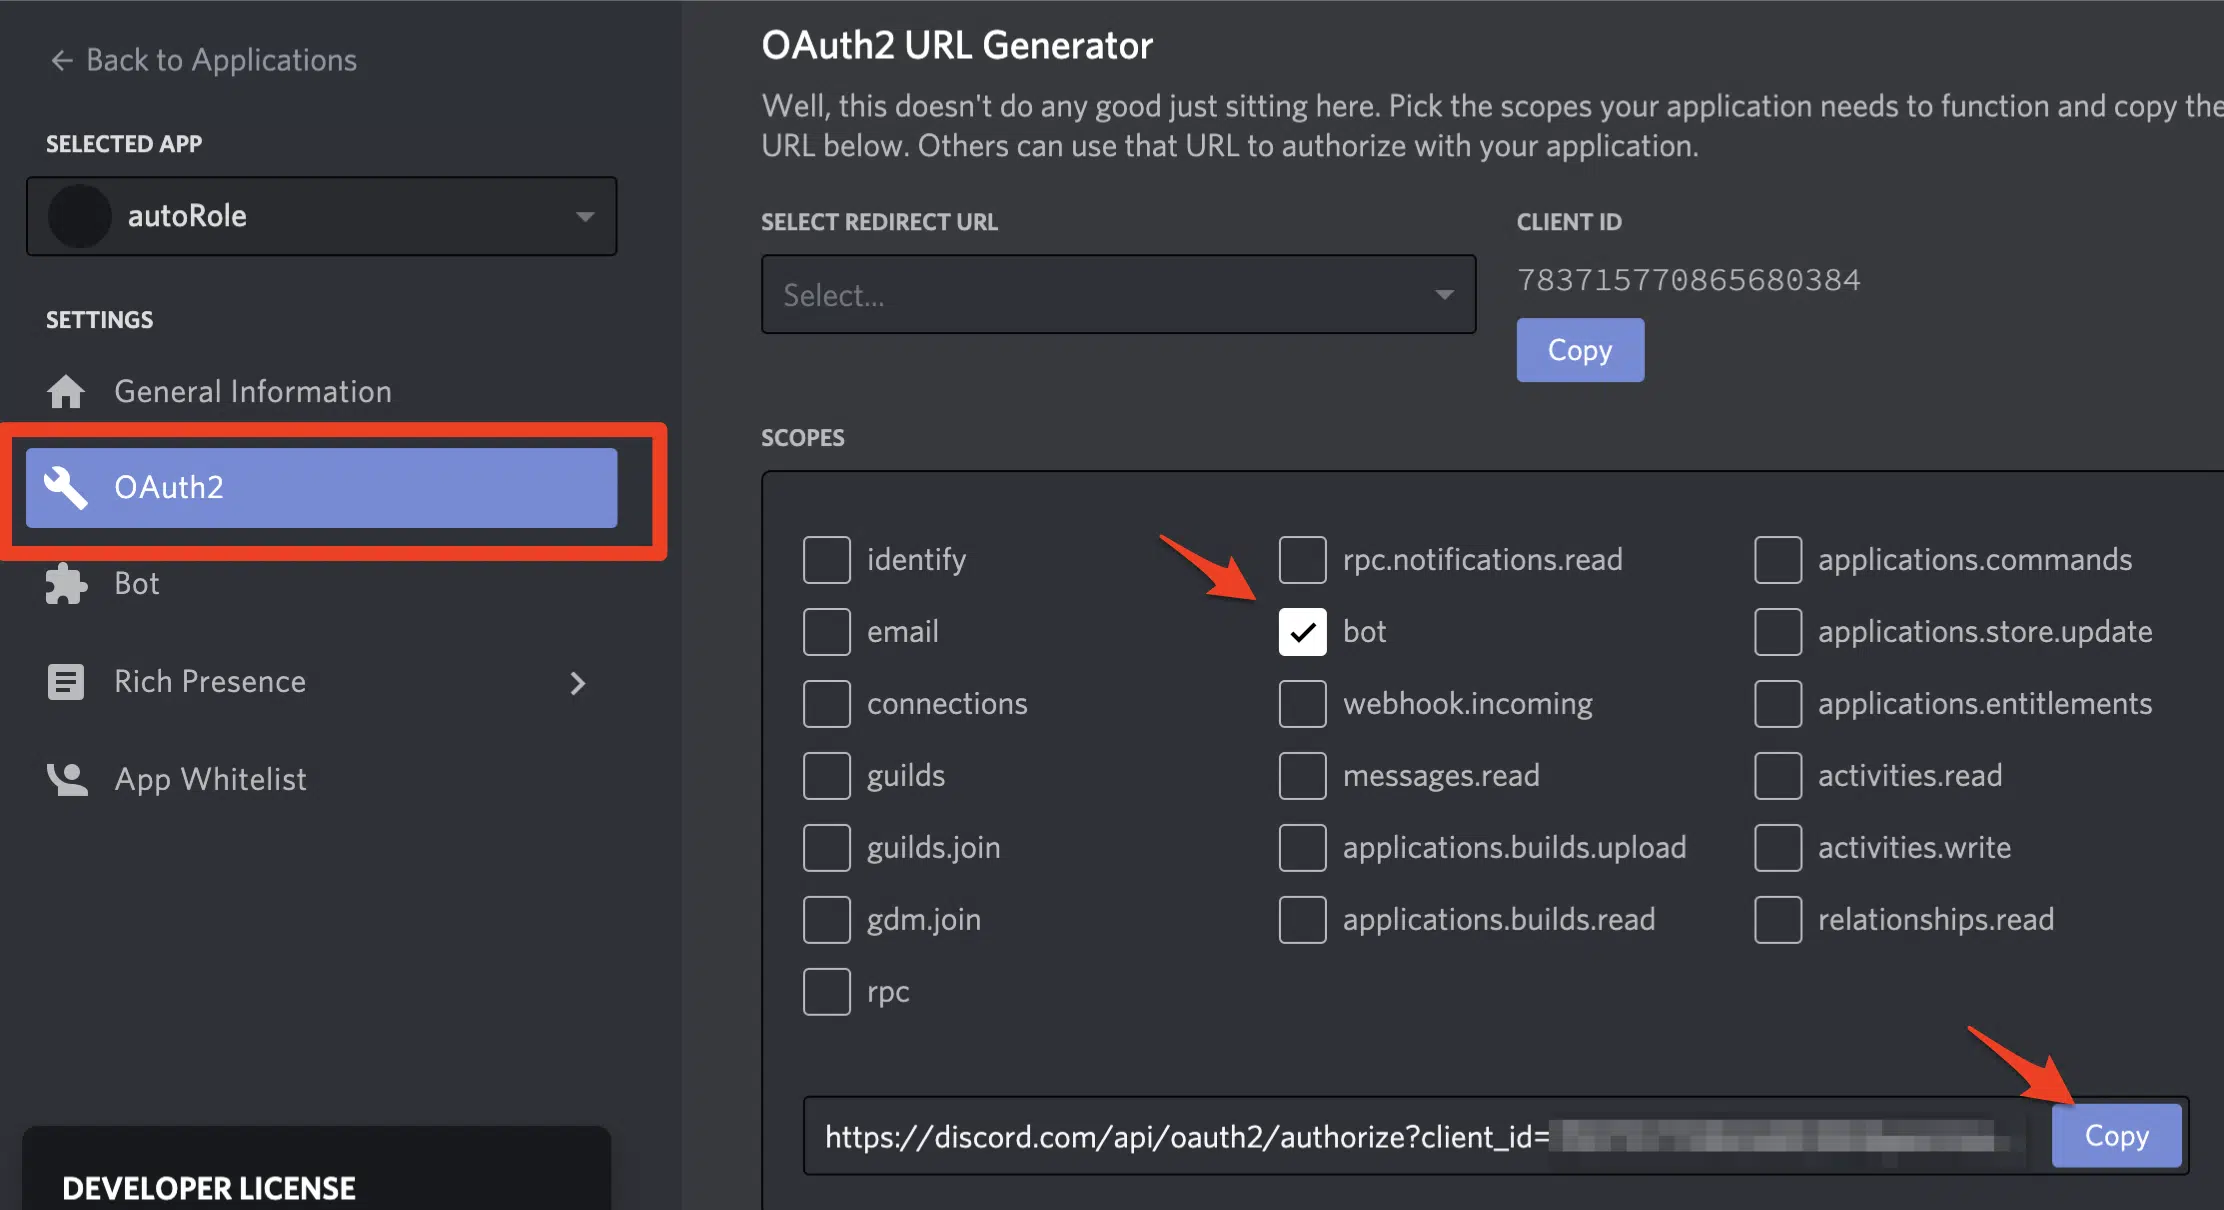 Back to Applications
SELECTED APP
autoRole
SETTINGS
General Information
OAuth2
Bot
Rich Presence
App Whitelist
DEVELOPER LICENSE
OAuth2 URL Generator
Well, this doesn't do any good just sitting here. Pick the scopes your application needs to function and copy the
URL below. Others can use that URL to authorize with your application.
SELECT REDIRECT URL
Select...
CLIENT ID
783715770865680384
Copy
SCOPES
identify
email
connections
guilds
guilds.join
gdm.join
rpc
rpc.notifications.read
bot
webhook.incoming
messages.read
applications.builds.upload
applications.builds.read
applications.commands
applications.store.update
applications.entitlements
activities.read
activities.write
relationships.read
https://discord.com/api/oauth2/authorize?client_id=
Copy